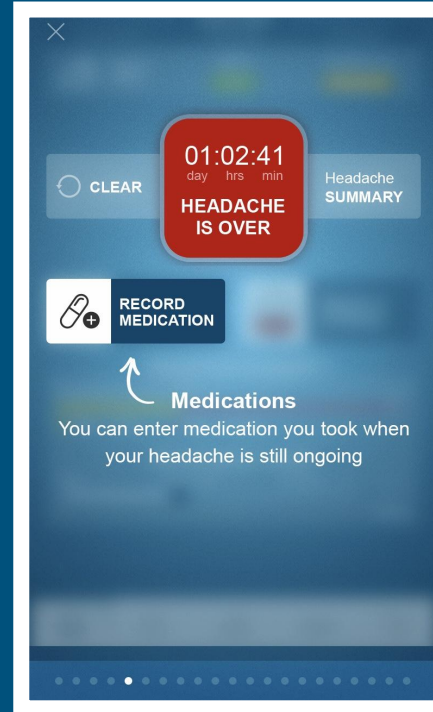 01:02:41
day hrs min
HEADACHE
IS OVER
CLEAR
Headache
SUMMARY
RECORD
MEDICATION
Medications
You can enter medication you took when
your headache is still ongoing